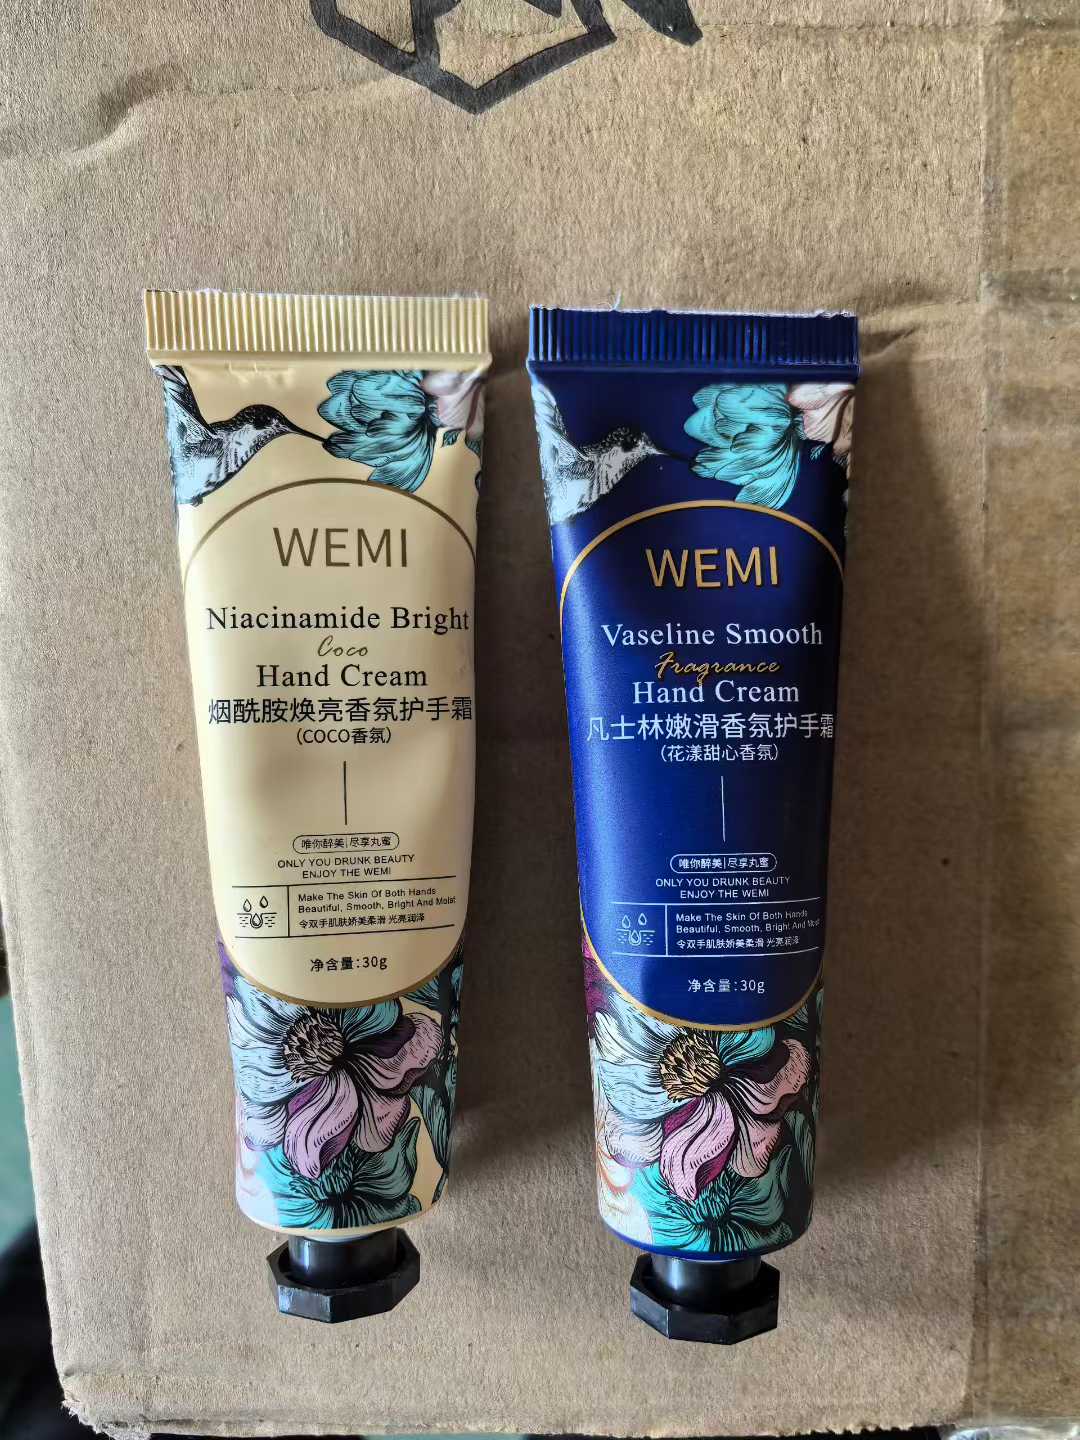 WEMI
Niacinamide Bright
Coco
Hand Cream
烟酰胺焕亮香氛护手霜
(COCO香氛)
唯你醉美|尽享丸蜜
ONLY YOU DRUNK BEAUTY
ENJOY THE WEMI
Make The Skin Of Both Hands
Beautiful, Smooth, Bright And Moist
令双手肌肤娇美柔滑 光亮润泽
净含量:30g
WEMI
Vaseline Smooth
Fragrance
Hand Cream
凡士林嫩滑香氛护手霜
(花漾甜心香氛)
唯你醉美|尽享丸蜜
ONLY YOU DRUNK BEAUTY
ENJOY THE WEMI
Make The Skin Of Both Hands
Beautiful, Smooth, Bright And Moist
令双手肌肤娇美柔滑 光亮润泽
净含量:30g